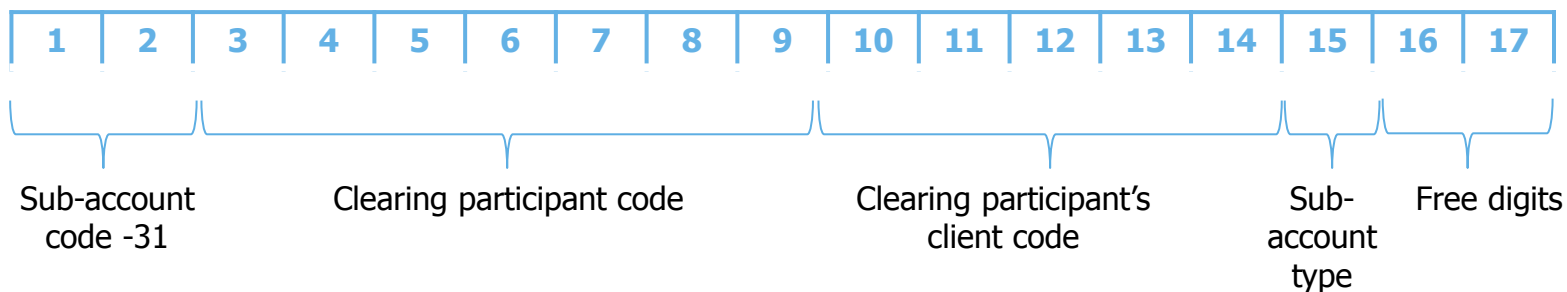 1 2 3 4 5 6 7 8 9 10 11 12 13 14 15 16 17
Sub-account
code -31
Clearing participant code
Clearing participant’s
client code
Sub-
account
type
Free digits